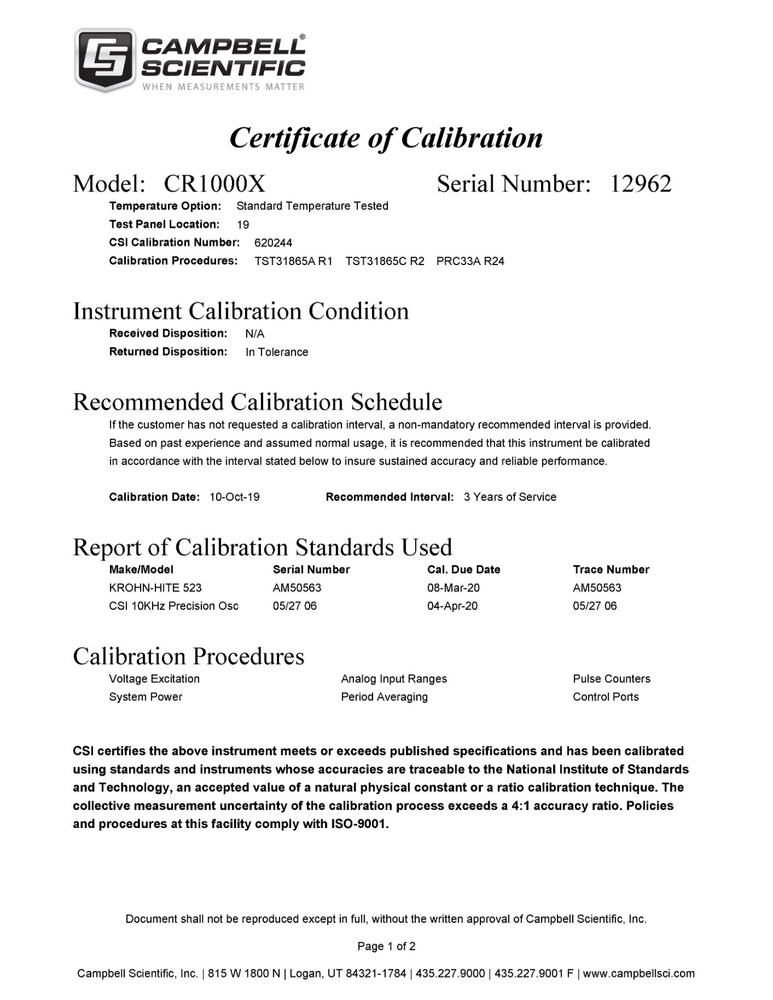 CAMPBELL®
SCIENTIFIC
WHEN MEASUREMENTS MATTER
Certificate of Calibration
Model: CR1000X Serial Number: 12962
Temperature Option: Standard Temperature Tested
Test Panel Location: 19
CSI Calibration Number: 620244
Calibration Procedures: TST31865A R1 TST31865C R2 PRC33A R24
Instrument Calibration Condition
Received Disposition: N/A
Returned Disposition: In Tolerance
Recommended Calibration Schedule
If the customer has not requested a calibration interval, a non-mandatory recommended interval is provided.
Based on past experience and assumed normal usage, it is recommended that this instrument be calibrated
in accordance with the interval stated below to insure sustained accuracy and reliable performance.
Calibration Date: 10-Oct-19 Recommended Interval: 3 Years of Service
Report of Calibration Standards Used
Make/Model Serial Number Cal. Due Date Trace Number
KROHN-HITE 523 AM50563 08-Mar-20 AM50563
CSI 10KHz Precision Osc 05/27 06 04-Apr-20 05/27 06
Calibration Procedures
Voltage Excitation Analog Input Ranges Pulse Counters
System Power Period Averaging Control Ports
CSI certifies the above instrument meets or exceeds published specifications and has been calibrated
using standards and instruments whose accuracies are traceable to the National Institute of Standards
and Technology, an accepted value of a natural physical constant or a ratio calibration technique. The
collective measurement uncertainty of the calibration process exceeds a 4:1 accuracy ratio. Policies
and procedures at this facility comply with ISO-9001.
Document shall not be reproduced except in full, without the written approval of Campbell Scientific, Inc.
Page 1 of 2
Campbell Scientific, Inc. | 815 W 1800 N | Logan, UT 84321-1784 | 435.227.9000 | 435.227.9001 F | www.campbellsci.com